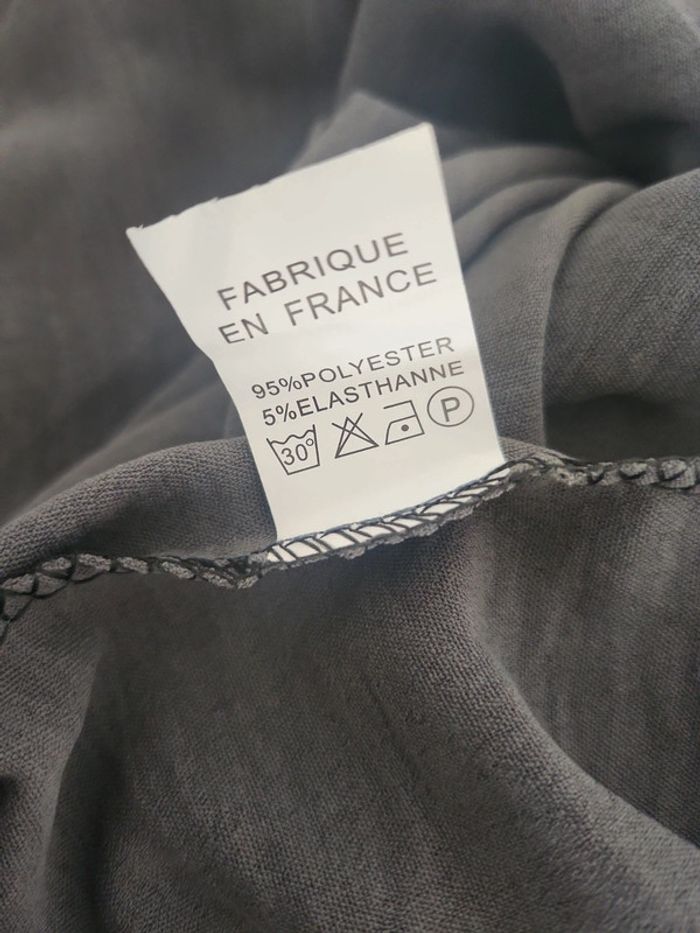 FABRIQUE
EN FRANCE
95%POLYESTER
5%ELASTHANNE
30° P